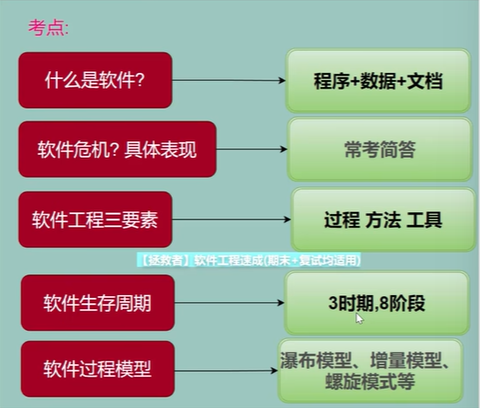 考点:
什么是软件?
程序+数据+文档
软件危机? 具体表现
常考简答
软件工程三要素
过程 方法 工具
【拯救者】软件工程速成(期末+复试均适用)
软件生存周期
3时期,8阶段
软件过程模型
瀑布模型、增量模型、
螺旋模式等